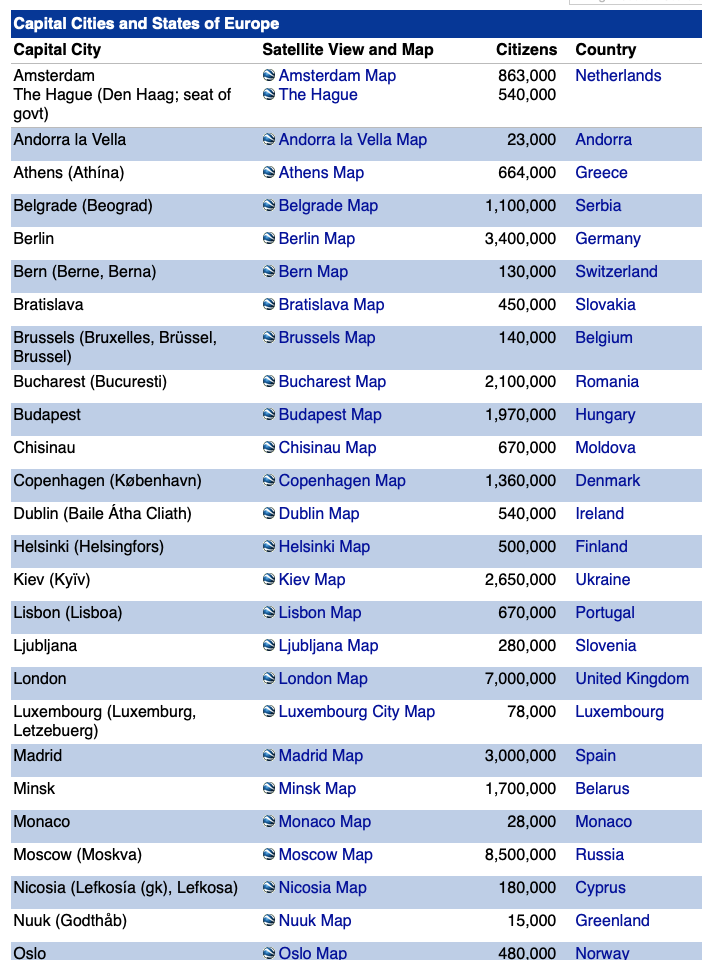 Capital Cities and States of Europe
Capital City Satellite View and Map Citizens Country
Amsterdam Amsterdam Map 863,000 Netherlands
The Hague (Den Haag; seat of The Hague 540,000
govt)
Andorra la Vella Andorra la Vella Map 23,000 Andorra
Athens (Athína) Athens Map 664,000 Greece
Belgrade (Beograd) Belgrade Map 1,100,000 Serbia
Berlin Berlin Map 3,400,000 Germany
Bern (Berne, Berna) Bern Map 130,000 Switzerland
Bratislava Bratislava Map 450,000 Slovakia
Brussels (Bruxelles, Brüssel, Brussels Map 140,000 Belgium
Brussel)
Bucharest (Bucuresti) Bucharest Map 2,100,000 Romania
Budapest Budapest Map 1,970,000 Hungary
Chisinau Chisinau Map 670,000 Moldova
Copenhagen (København) Copenhagen Map 1,360,000 Denmark
Dublin (Baile Átha Cliath) Dublin Map 540,000 Ireland
Helsinki (Helsingfors) Helsinki Map 500,000 Finland
Kiev (Kyïv) Kiev Map 2,650,000 Ukraine
Lisbon (Lisboa) Lisbon Map 670,000 Portugal
Ljubljana Ljubljana Map 280,000 Slovenia
London London Map 7,000,000 United Kingdom
Luxembourg (Luxemburg, Luxembourg City Map 78,000 Luxembourg
Letzebuerg)
Madrid Madrid Map 3,000,000 Spain
Minsk Minsk Map 1,700,000 Belarus
Monaco Monaco Map 28,000 Monaco
Moscow (Moskva) Moscow Map 8,500,000 Russia
Nicosia (Lefkosía (gk), Lefkosa) Nicosia Map 180,000 Cyprus
Nuuk (Godthåb) Nuuk Map 15,000 Greenland
Oslo Oslo Map 480,000 Norway